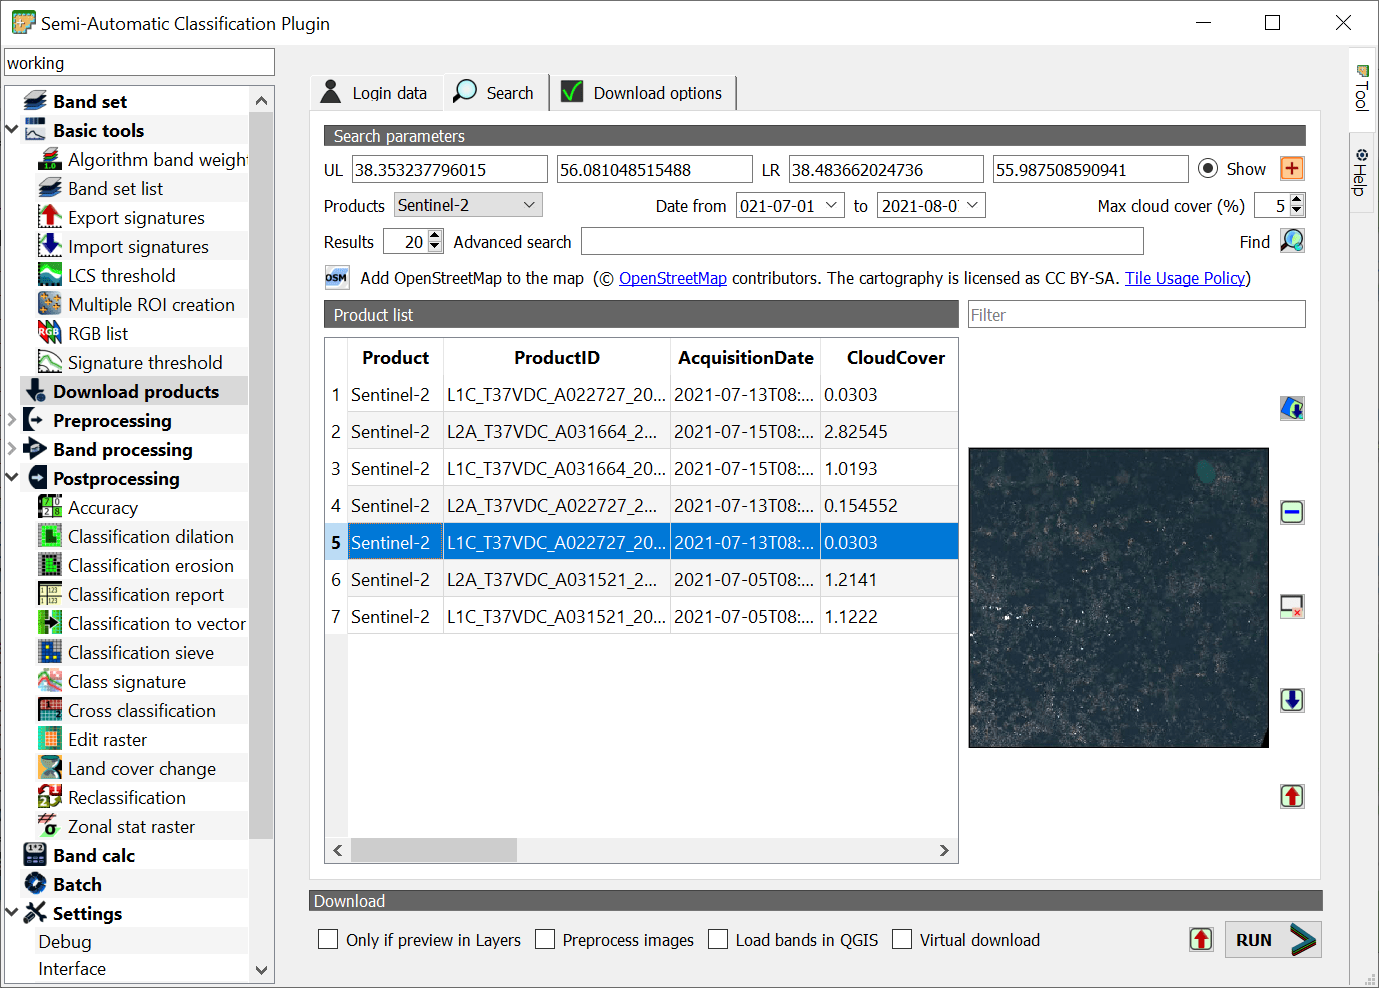 Semi-Automatic Classification Plugin
working
Band set
Basic tools
Algorithm band weigh
Band set list
Export signatures
Import signatures
LCS threshold
Multiple ROI creation
RGB list
Signature threshold
Download products
Preprocessing
Band processing
Postprocessing
Accuracy
Classification dilation
Classification erosion
Classification report
Classification to vector
Classification sieve
Class signature
Cross classification
Edit raster
Land cover change
Reclassification
Zonal stat raster
Band calc
Batch
Settings
Debug
Interface
Login data Search Download options
Search parameters
UL 38.353237796015 56.081048515488 LR 38.483662024736 55.987508590941 Show
Products Sentinel-2 Date from 021-07-01 to 2021-08-0 Max cloud cover (%) 5
Results 20 Advanced search Find
OSM Add OpenStreetMap to the map (© OpenStreetMap contributors. The cartography is licensed as CC BY-SA. Tile Usage Policy)
Product list Filter
Product ProductID AcquisitionDate CloudCover
1 Sentinel-2 L1C_T37VDC_A022727_20... 2021-07-13T08:... 0.0303
2 Sentinel-2 L2A_T37VDC_A031664_2... 2021-07-15T08:... 2.82545
3 Sentinel-2 L1C_T37VDC_A031664_20... 2021-07-15T08:... 1.0193
4 Sentinel-2 L2A_T37VDC_A022727_2... 2021-07-13T08:... 0.154552
5 Sentinel-2 L1C_T37VDC_A022727_20... 2021-07-13T08:... 0.0303
6 Sentinel-2 L2A_T37VDC_A031521_2... 2021-07-05T08:... 1.2141
7 Sentinel-2 L1C_T37VDC_A031521_20... 2021-07-05T08:... 1.1222
Download
Only if preview in Layers Preprocess images Load bands in QGIS Virtual download RUN
Tool
Help